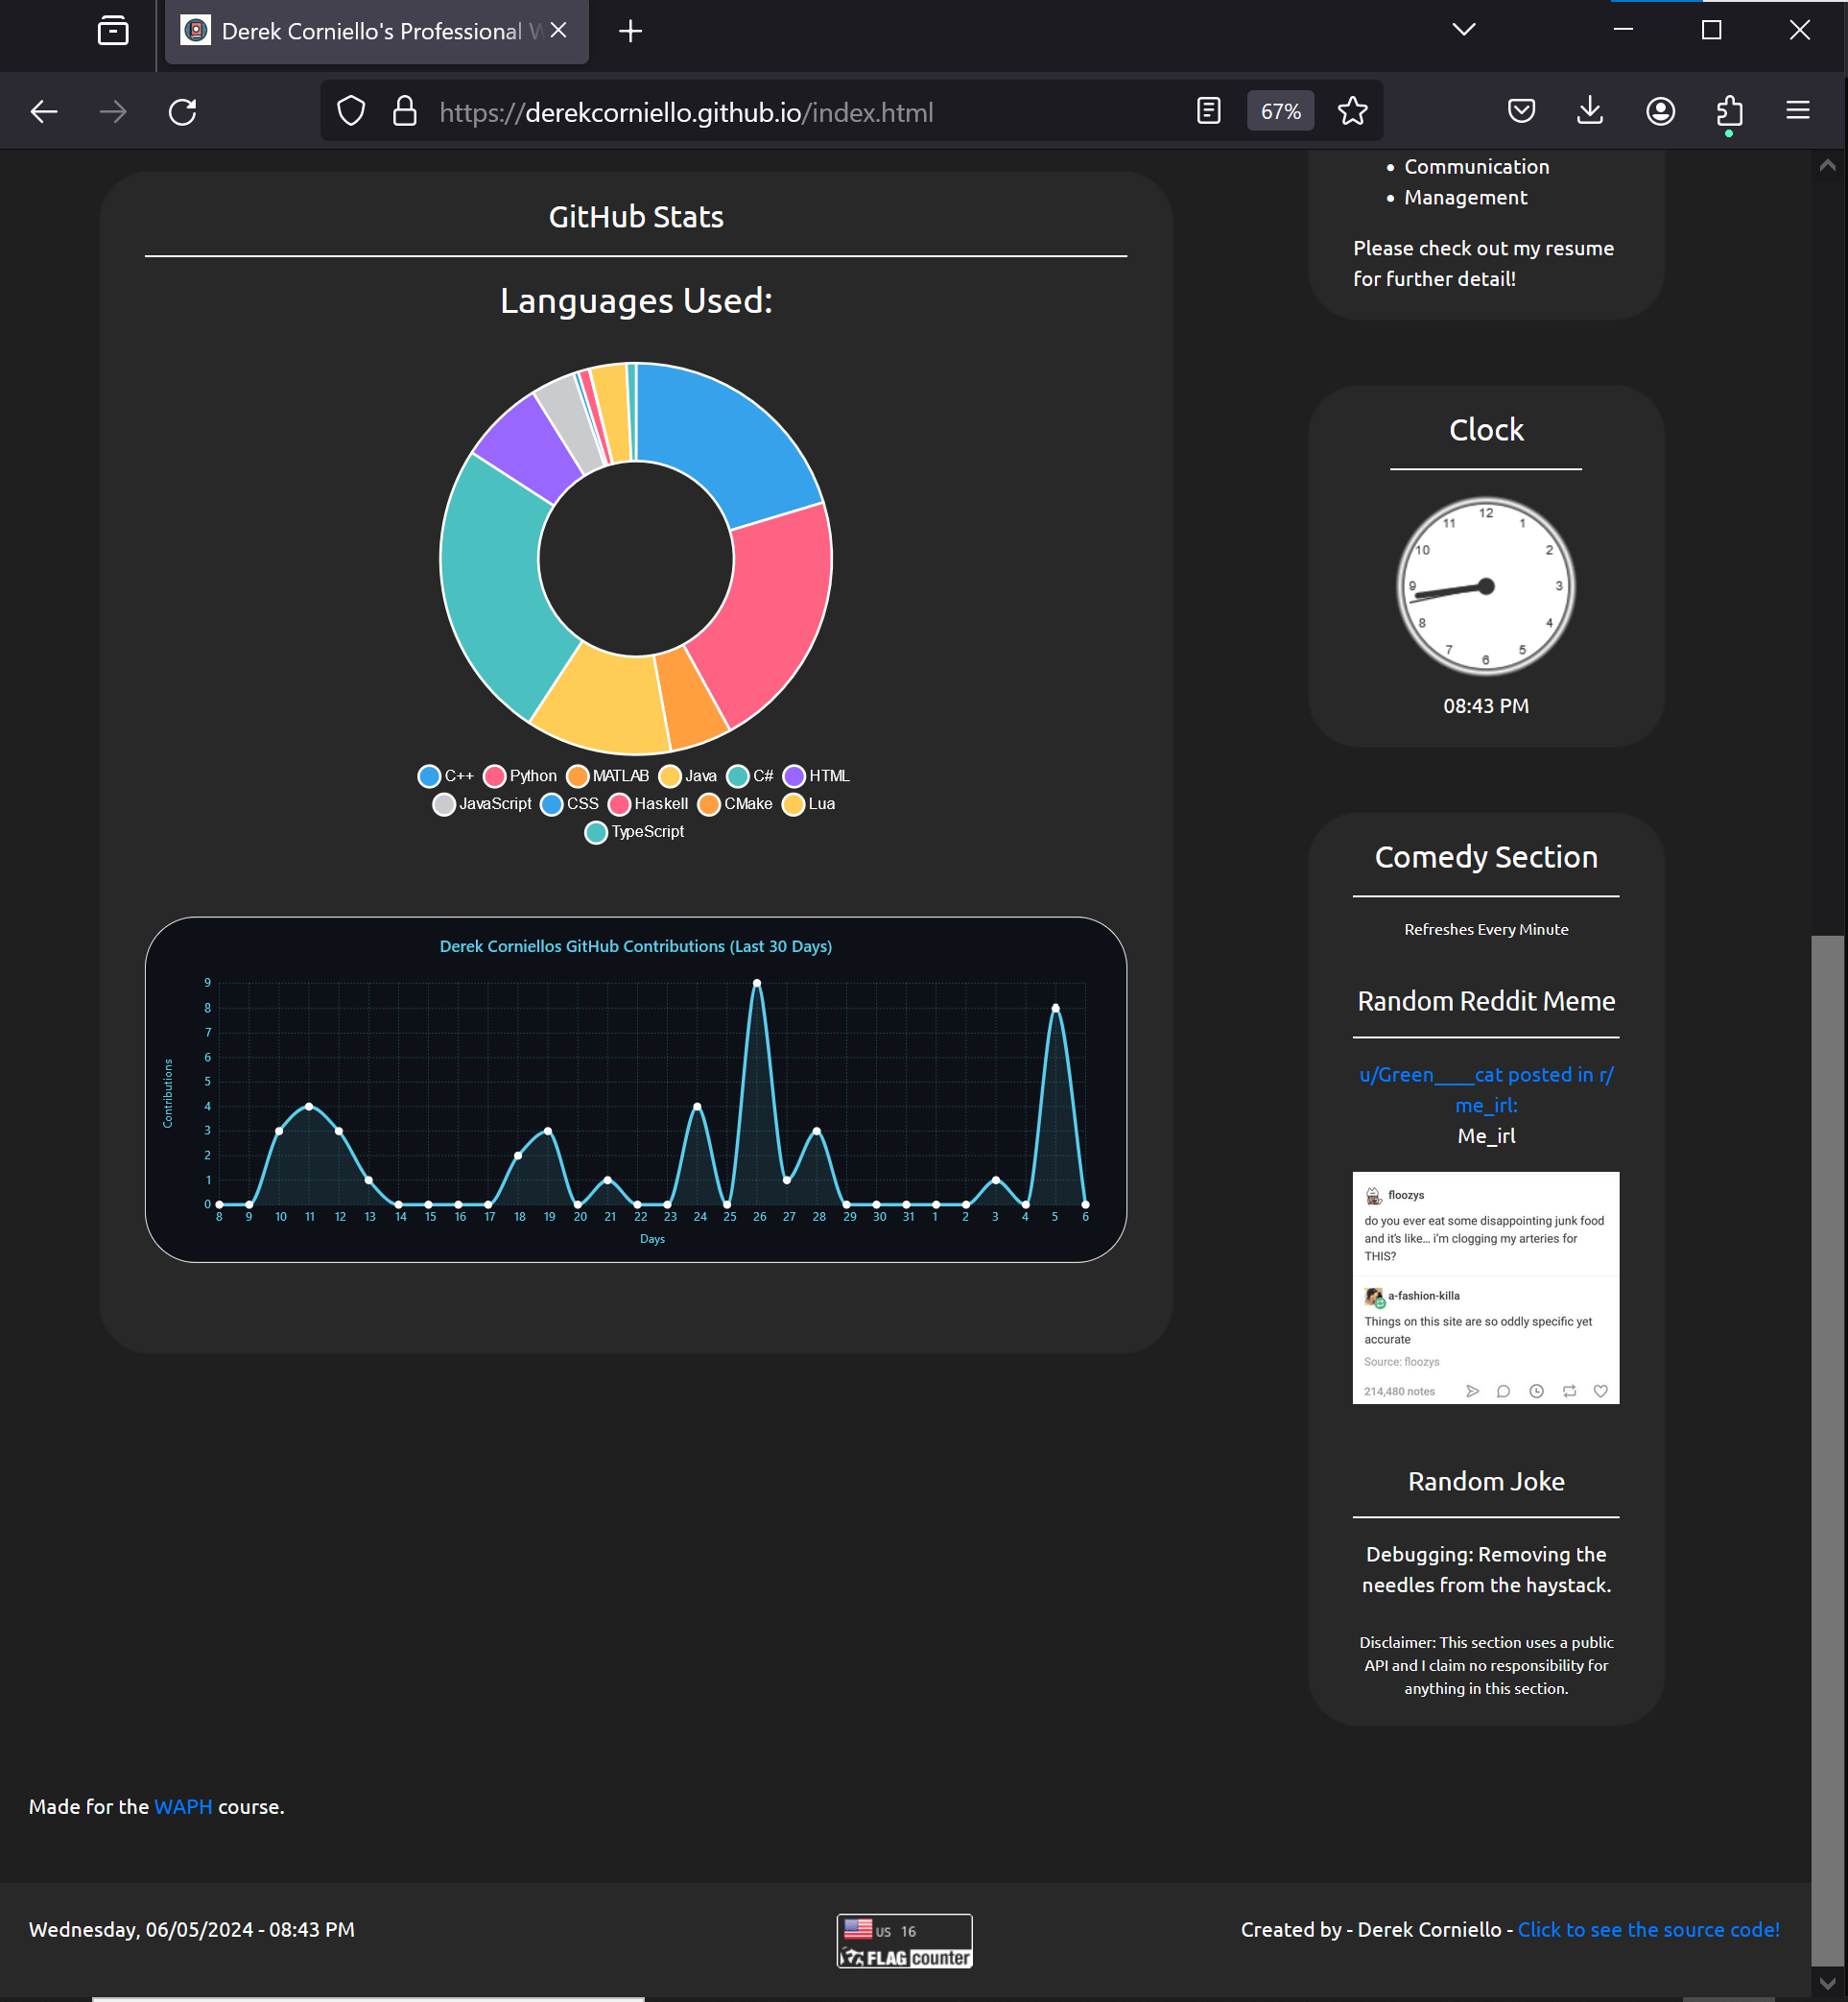 Derek Corniello's Professional W
https://derekcorniello.github.io/index.html
67%
GitHub Stats
Languages Used:
C++ Python MATLAB Java C# HTML
JavaScript CSS Haskell CMake Lua
TypeScript
Derek Corniellos GitHub Contributions (Last 30 Days)
Contributions
9
8
7
6
5
4
3
2
1
0
8 9 10 11 12 13 14 15 16 17 18 19 20 21 22 23 24 25 26 27 28 29 30 31 1 2 3 4 5 6
Days
• Communication
• Management
Please check out my resume
for further detail!
Clock
12
1
2
3
4
5
6
7
8
9
10
11
08:43 PM
Comedy Section
Refreshes Every Minute
Random Reddit Meme
u/Green____cat posted in r/
me_irl:
Me_irl
floozys
do you ever eat some disappointing junk food
and it's like... i'm clogging my arteries for
THIS?
a-fashion-killa
Things on this site are so oddly specific yet
accurate
Source: floozys
214,480 notes
Random Joke
Debugging: Removing the
needles from the haystack.
Disclaimer: This section uses a public
API and I claim no responsibility for
anything in this section.
Made for the WAPH course.
Wednesday, 06/05/2024 - 08:43 PM
US 16
FLAG counter
Created by - Derek Corniello - Click to see the source code!